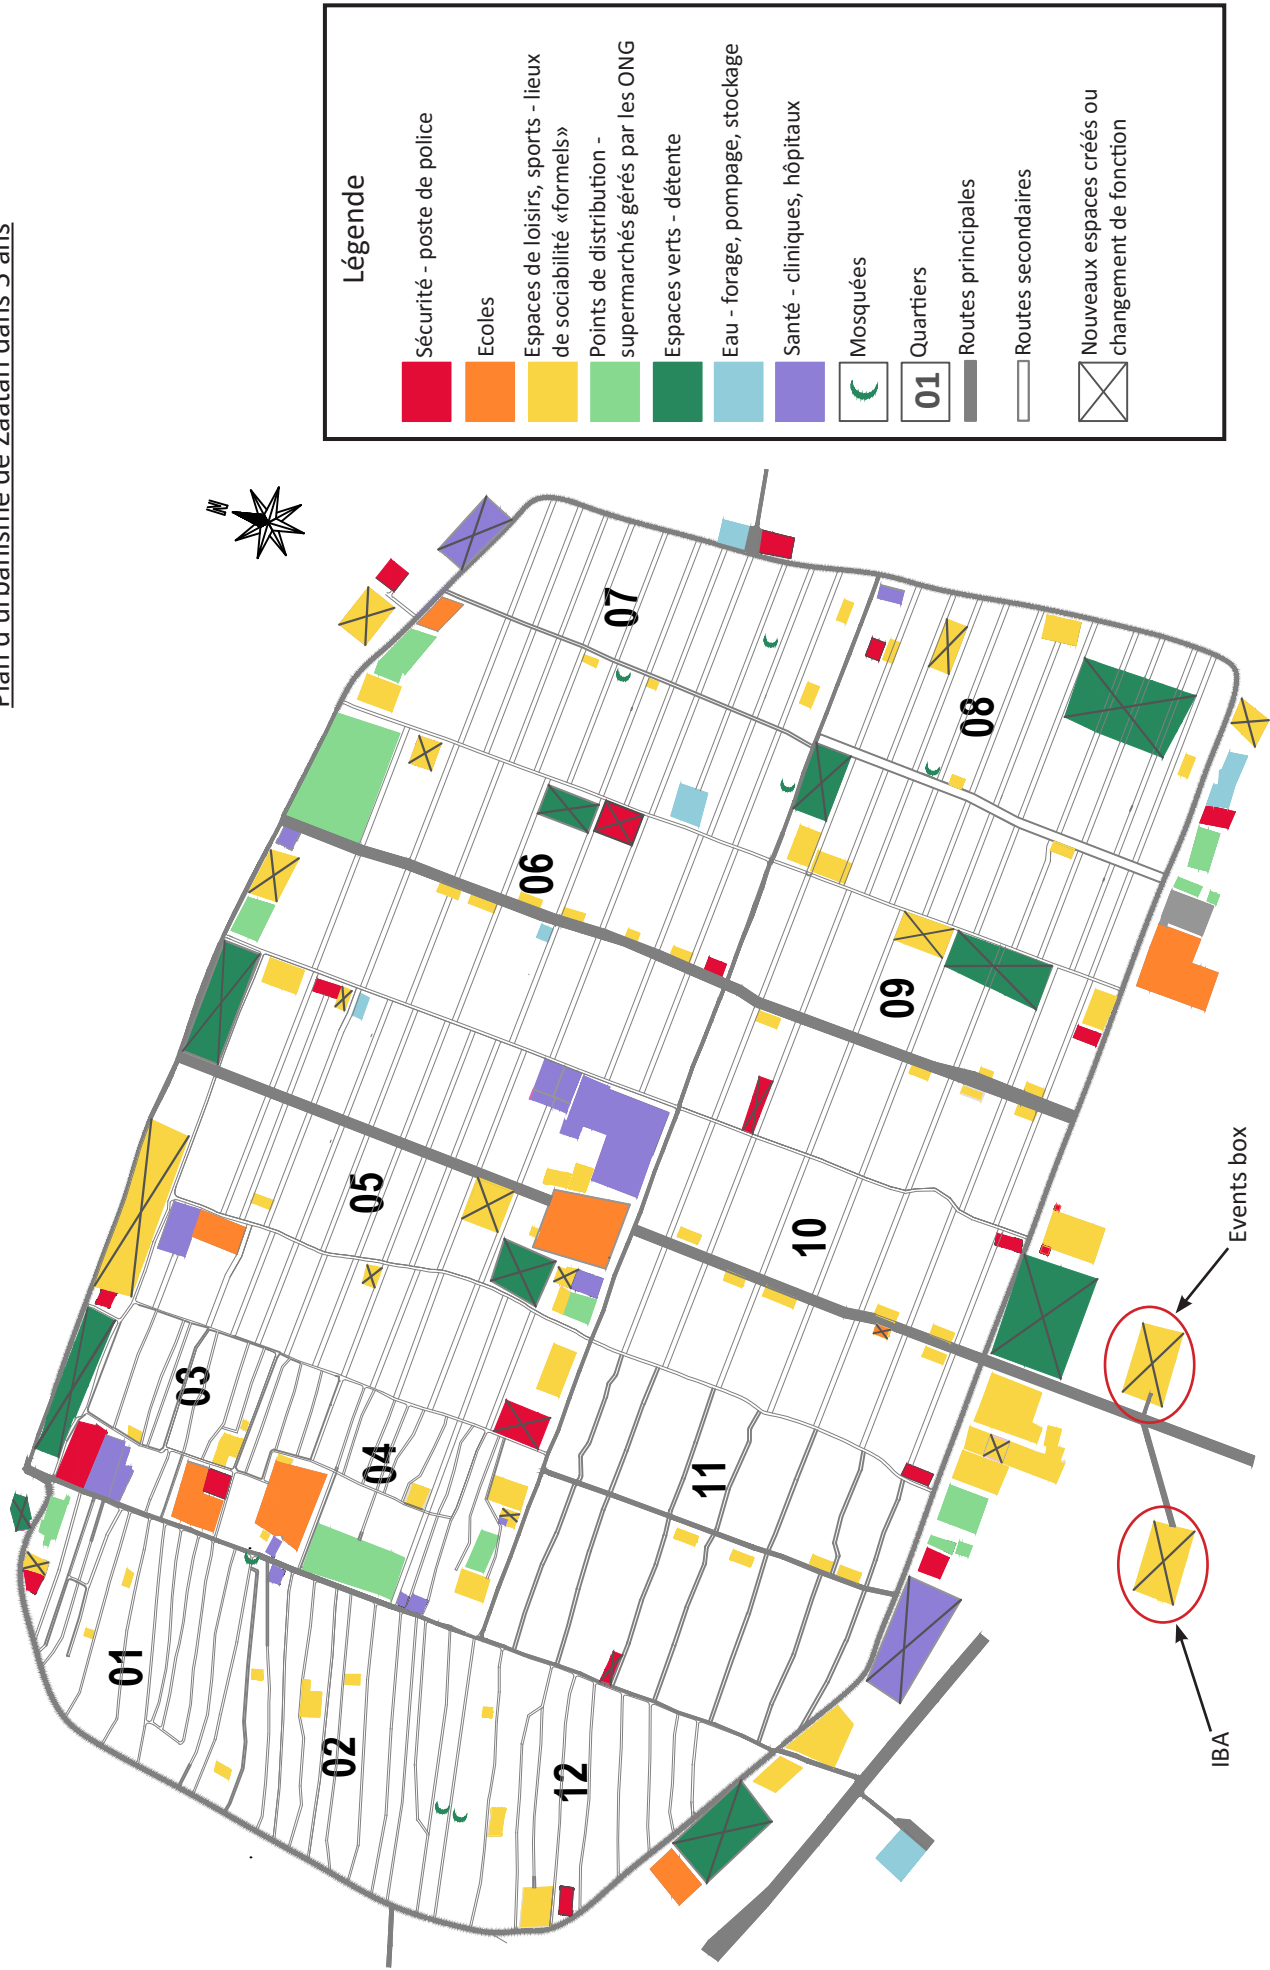 Plan d'urbanisme de Zaatari dans 5 ans
Légende
Sécurité - poste de police
Ecoles
Espaces de loisirs, sports - lieux
de sociabilité «formels»
Points de distribution -
supermarchés gérés par les ONG
Espaces verts - détente
Eau - forage, pompage, stockage
Santé - cliniques, hôpitaux
Mosquées
01
Quartiers
Routes principales
Routes secondaires
Nouveaux espaces créés ou
changement de fonction
N
01
02
03
04
05
06
07
08
09
10
11
12
IBA
Events box